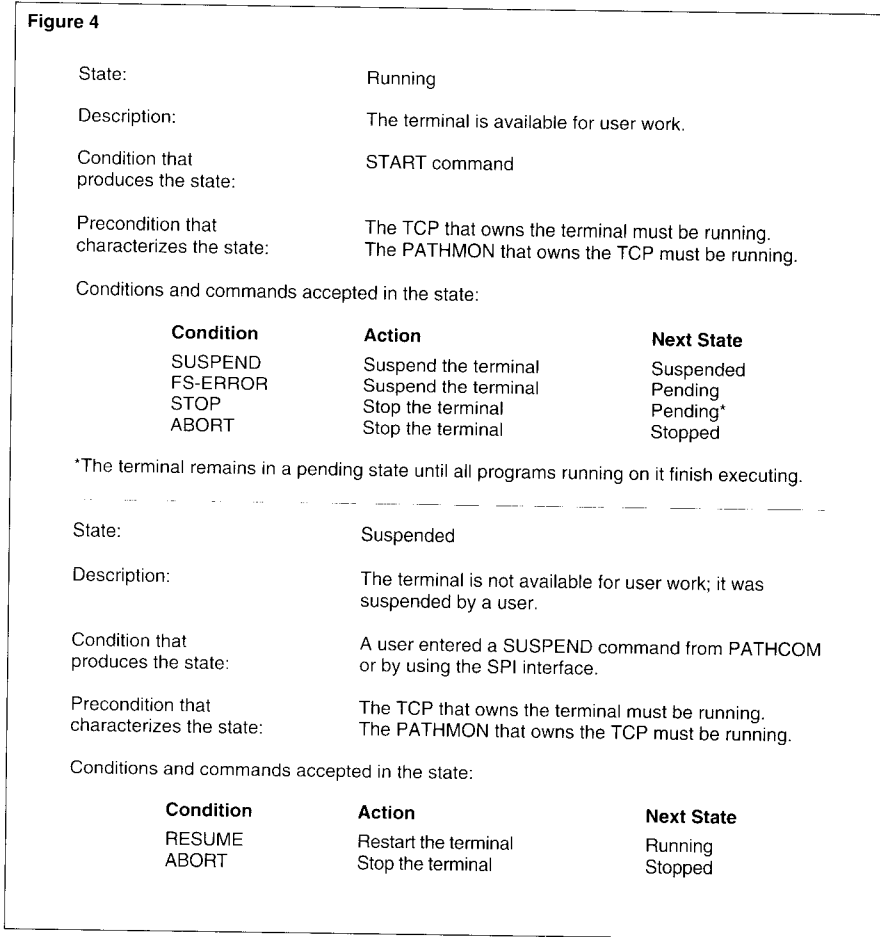 Figure 4
State: Running
Description: The terminal is available for user work.
Condition that START command
produces the state:
Precondition that The TCP that owns the terminal must be running.
characterizes the state: The PATHMON that owns the TCP must be running.
Conditions and commands accepted in the state:
Condition Action Next State
SUSPEND Suspend the terminal Suspended
FS-ERROR Suspend the terminal Pending
STOP Stop the terminal Pending*
ABORT Stop the terminal Stopped
*The terminal remains in a pending state until all programs running on it finish executing.
State: Suspended
Description: The terminal is not available for user work; it was
suspended by a user.
Condition that A user entered a SUSPEND command from PATHCOM
produces the state: or by using the SPI interface.
Precondition that The TCP that owns the terminal must be running.
characterizes the state: The PATHMON that owns the TCP must be running.
Conditions and commands accepted in the state:
Condition Action Next State
RESUME Restart the terminal Running
ABORT Stop the terminal Stopped